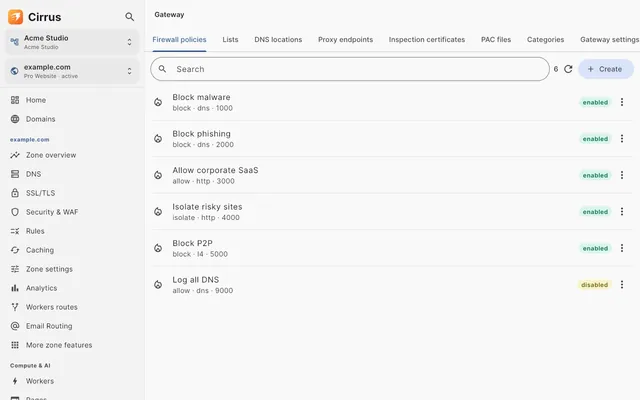 Cirrus
Acme Studio
Acme Studio
example.com
Pro Website · active
Home
Domains
example.com
Zone overview
DNS
SSL/TLS
Security & WAF
Rules
Caching
Zone settings
Analytics
Workers routes
Email Routing
More zone features
Compute & AI
Workers
Pages
Gateway
Firewall policies Lists DNS locations Proxy endpoints Inspection certificates PAC files Categories Gateway settings
Search 6 + Create
Block malware
block · dns · 1000 enabled
Block phishing
block · dns · 2000 enabled
Allow corporate SaaS
allow · http · 3000 enabled
Isolate risky sites
isolate · http · 4000 enabled
Block P2P
block · l4 · 5000 enabled
Log all DNS
allow · dns · 9000 disabled